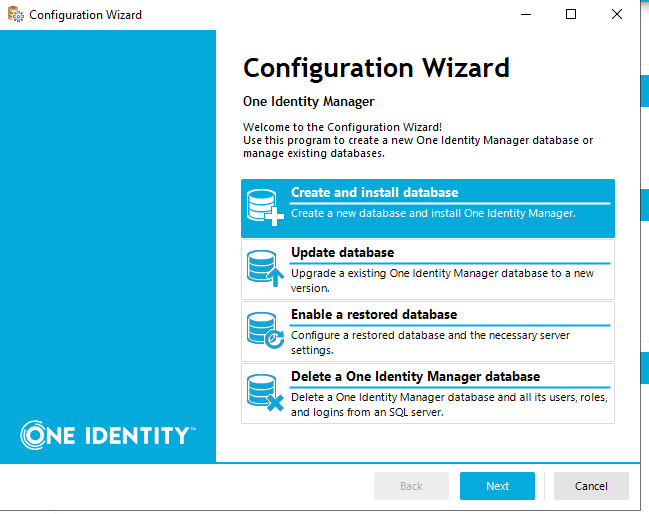 Configuration Wizard
Configuration Wizard
One Identity Manager
Welcome to the Configuration Wizard!
Use this program to create a new One Identity Manager database or
manage existing databases.
Create and install database
Create a new database and install One Identity Manager.
Update database
Upgrade a existing One Identity Manager database to a new
version.
Enable a restored database
Configure a restored database and the necessary server
settings.
Delete a One Identity Manager database
Delete a One Identity Manager database and all its users, roles,
and logins from an SQL server.
ONE IDENTITY™
Back
Next
Cancel